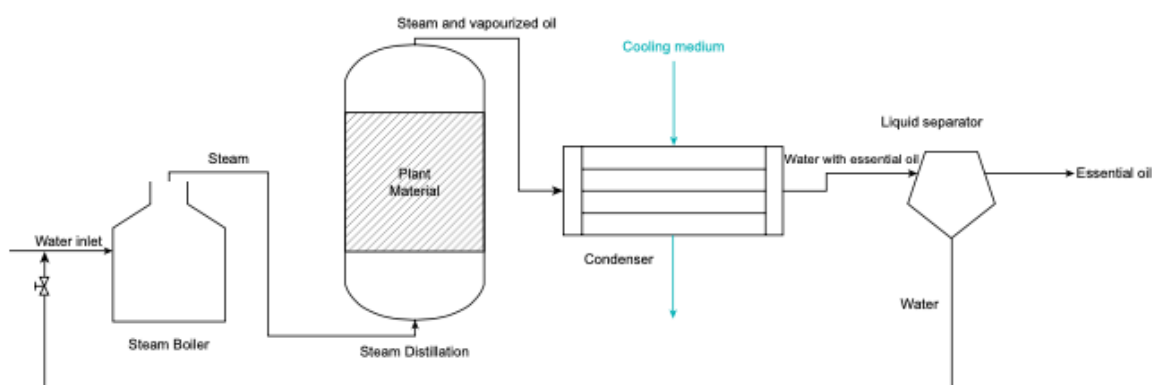 Steam and vapourized oil
Cooling medium
Liquid separator
Steam
Plant
Material
Water with essential oil
Essential oil
Water inlet
Condenser
Water
Steam Boiler
Steam Distillation